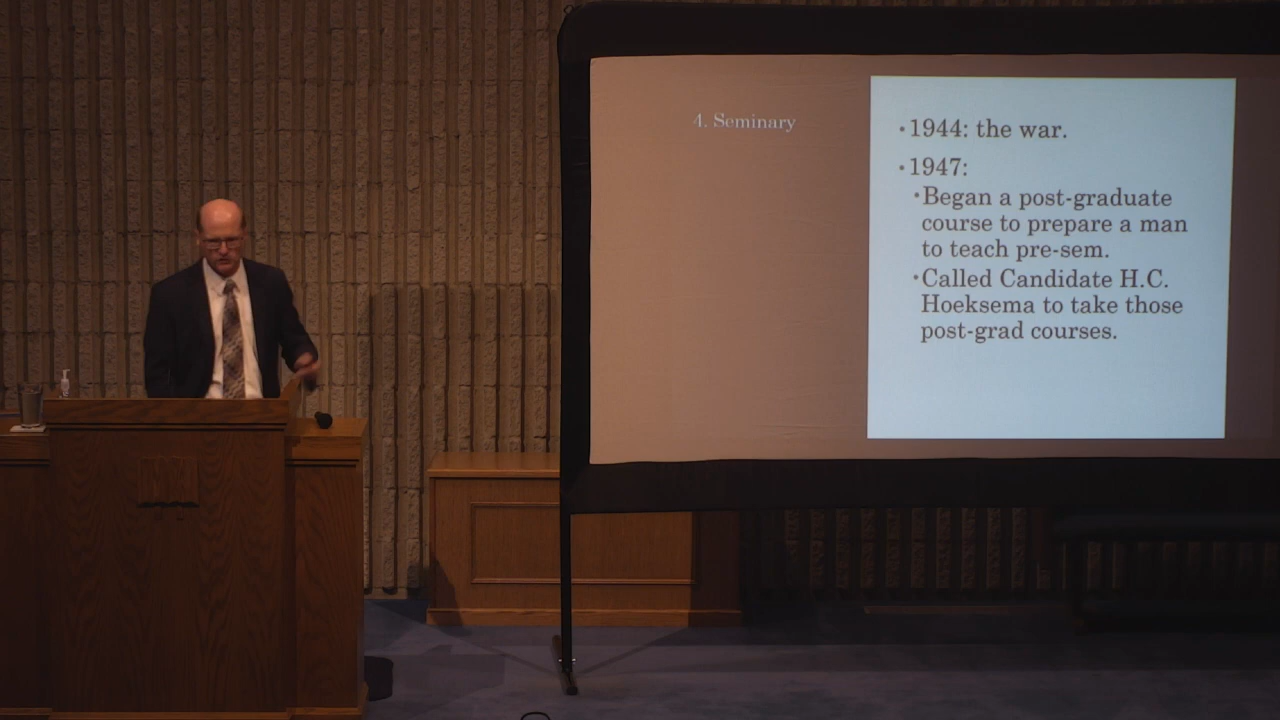 4. Seminary
•1944: the war.
•1947:
•Began a post-graduate
course to prepare a man
to teach pre-sem.
•Called Candidate H.C.
Hoeksema to take those
post-grad courses.